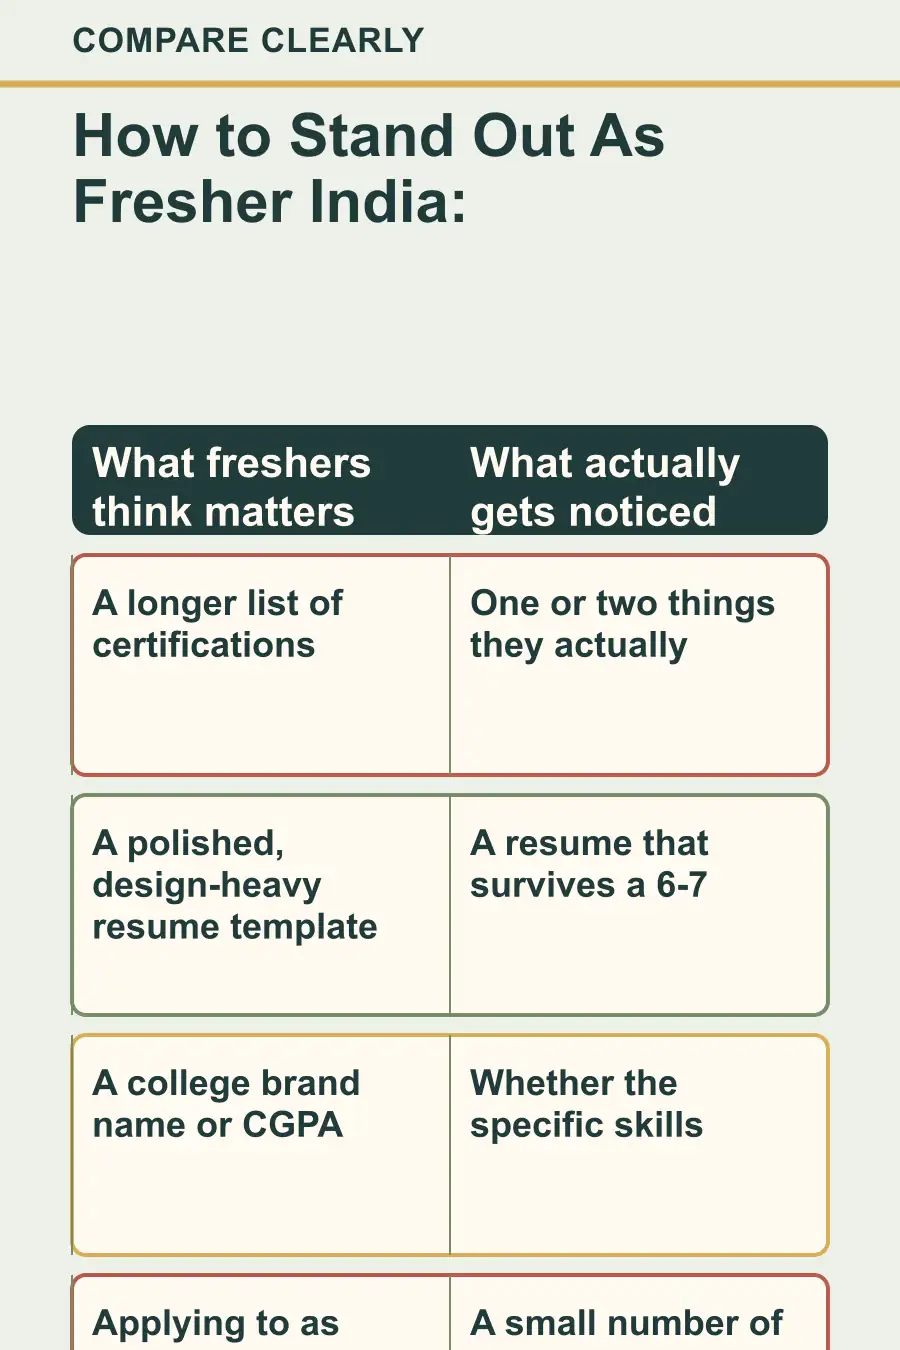 COMPARE CLEARLY
How to Stand Out As
Fresher India:
What freshers
think matters
What actually
gets noticed
A longer list of
certifications
One or two things
they actually
A polished,
design-heavy
resume template
A resume that
survives a 6-7
A college brand
name or CGPA
Whether the
specific skills
Applying to as
A small number of